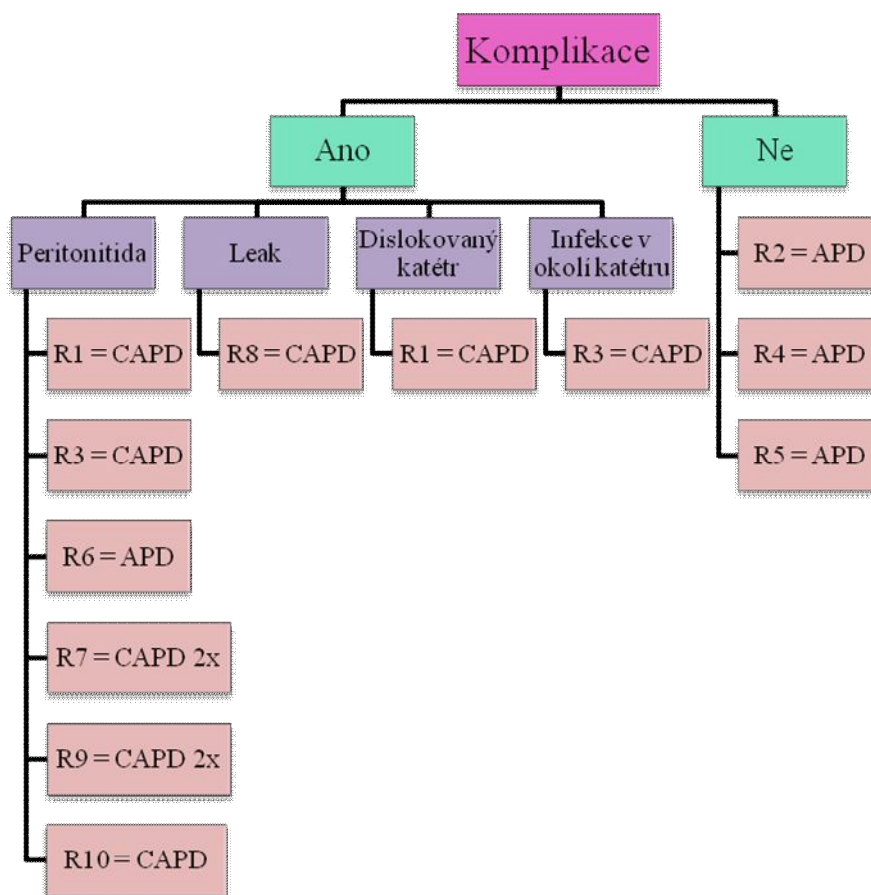 Komplikace
Ano
Ne
Peritonitida
Leak
Dislokovaný
katétr
Infekce v
okolí katétru
R1 = CAPD
R3 = CAPD
R6 = APD
R7 = CAPD 2x
R9 = CAPD 2x
R10 = CAPD
R8 = CAPD
R1 = CAPD
R3 = CAPD
R2 = APD
R4 = APD
R5 = APD